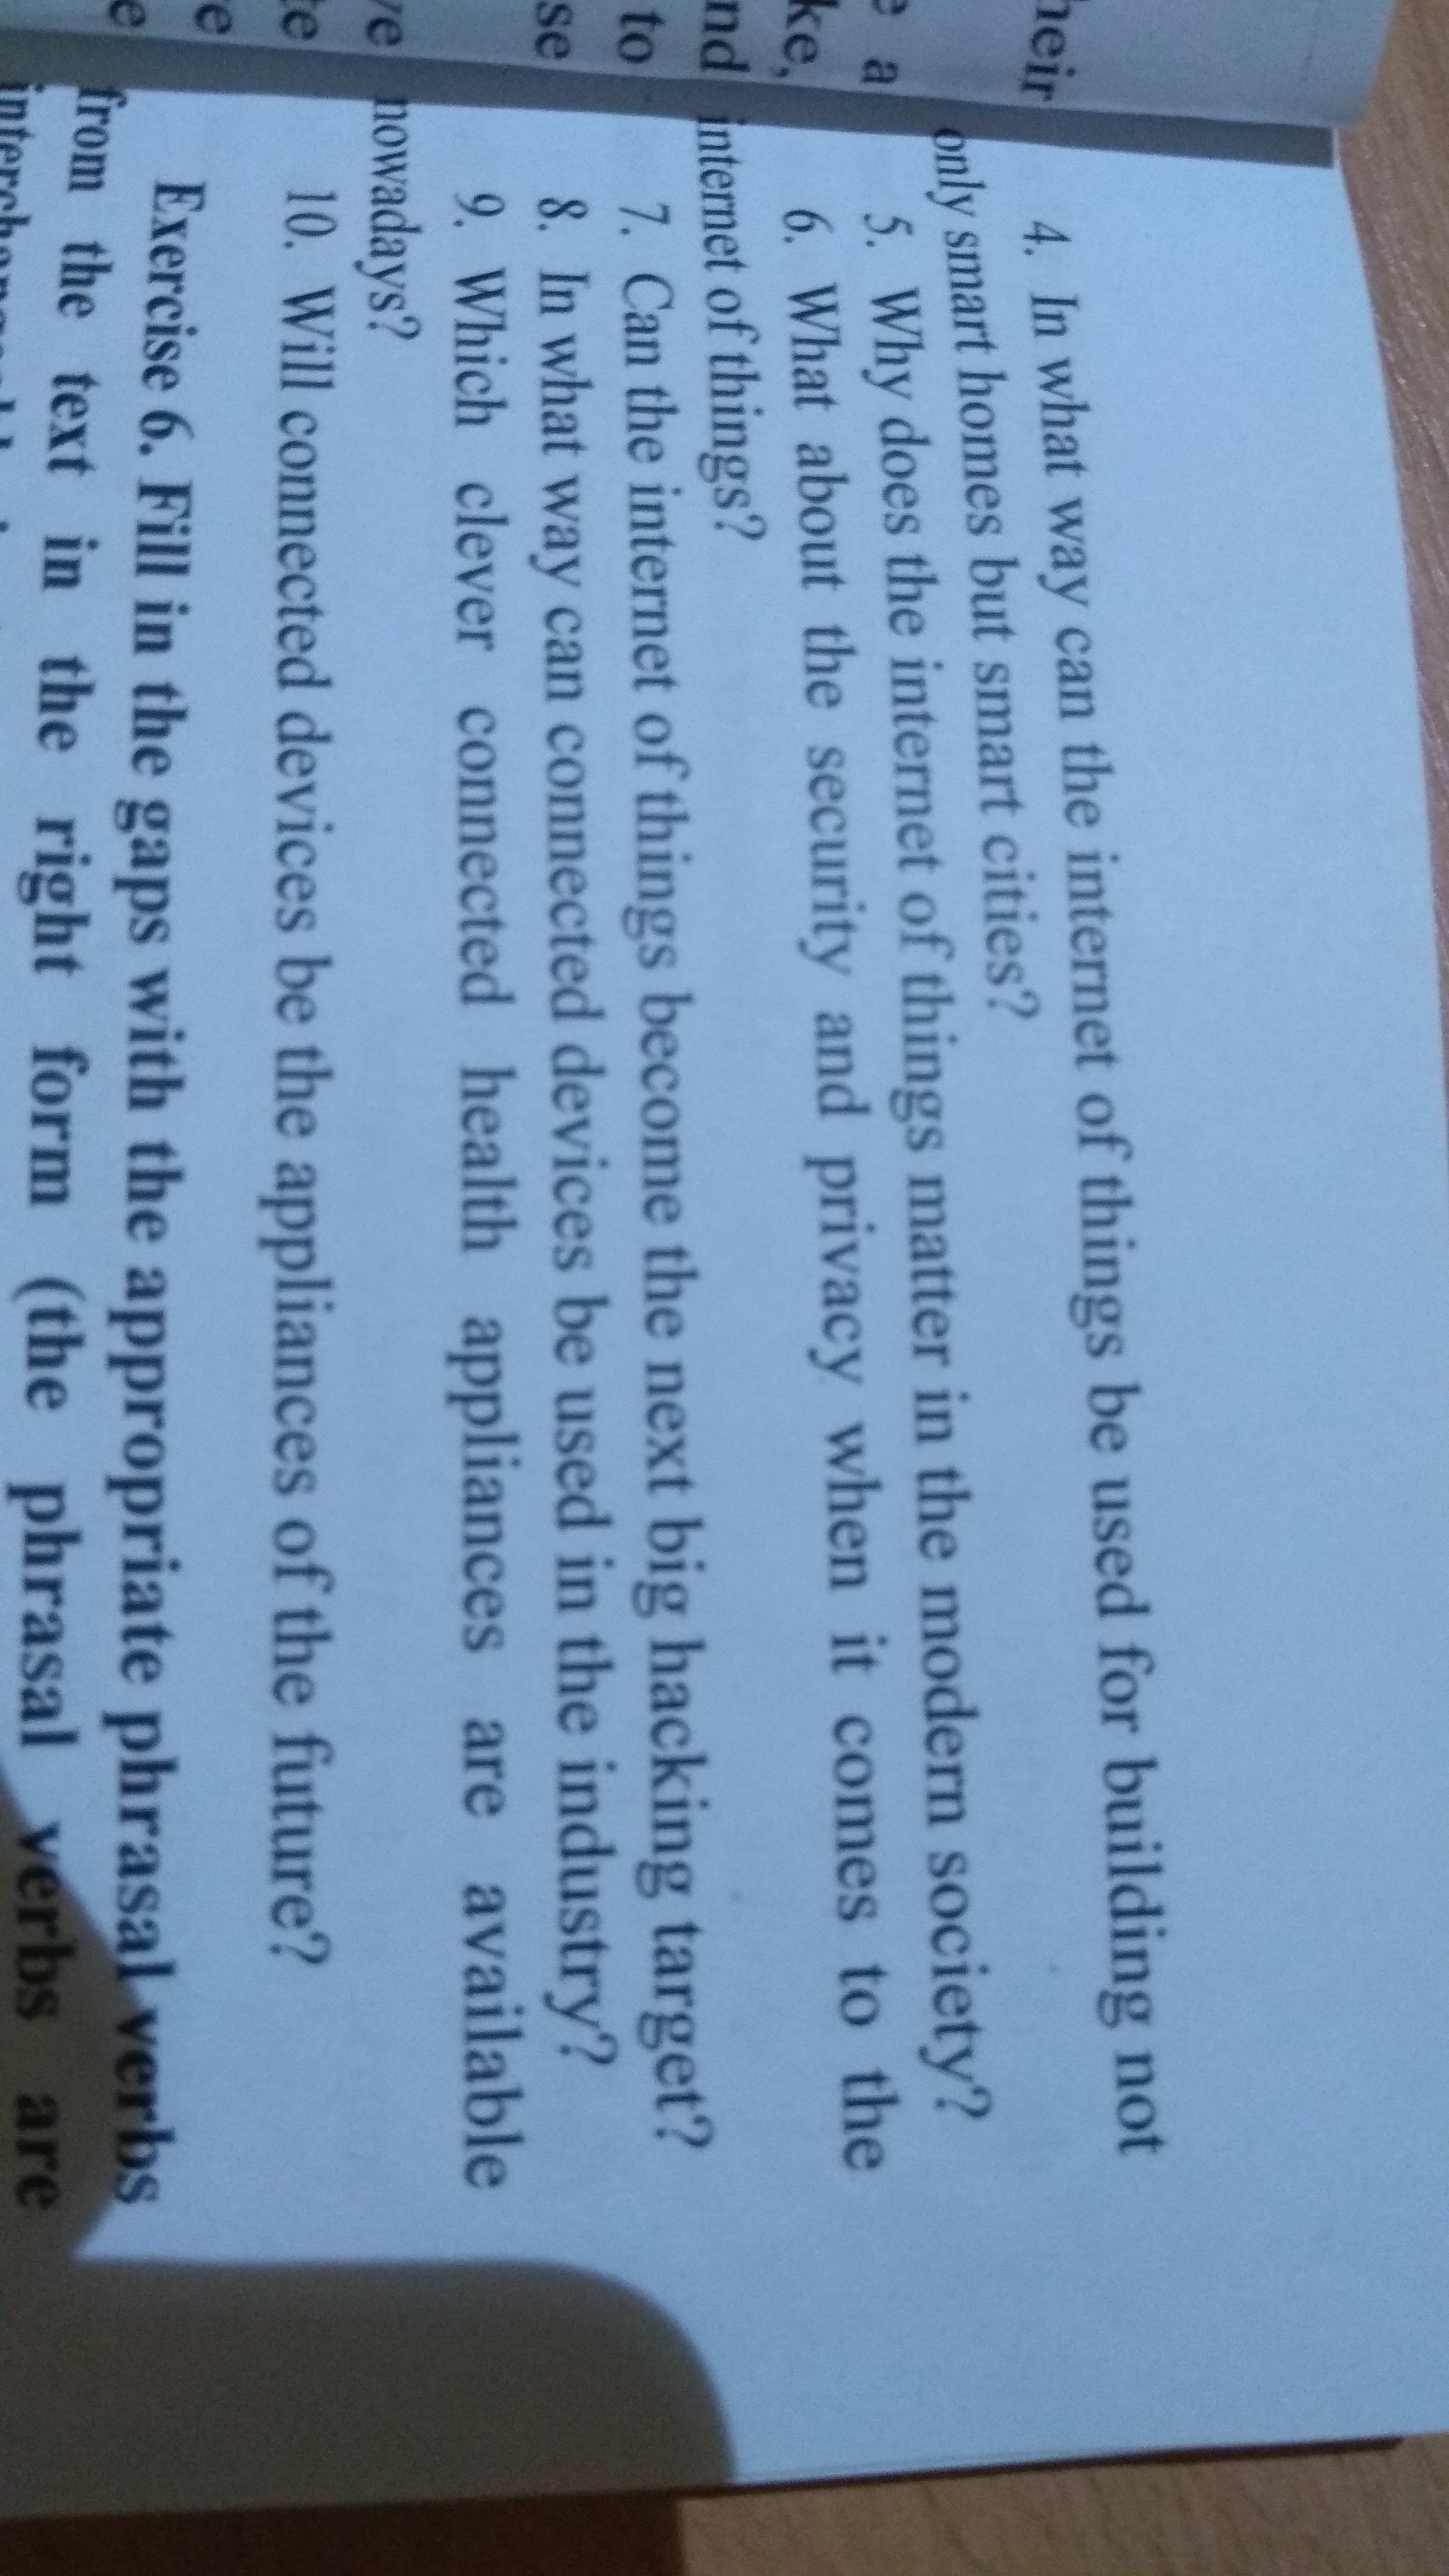 heir
e a
ke,
nd
to
se
ve
te
re
e
4. In what way can the internet of things be used for building not
only smart homes but smart cities?
5. Why does the internet of things matter in the modern society?
6. What about the security and privacy when it comes to the
internet of things?
7. Can the internet of things become the next big hacking target?
8. In what way can connected devices be used in the industry?
9. Which clever connected health appliances are available
nowadays?
10. Will connected devices be the appliances of the future?
Exercise 6. Fill in the gaps with the appropriate phrasal verbs
from the text in the right form (the phrasal verbs are